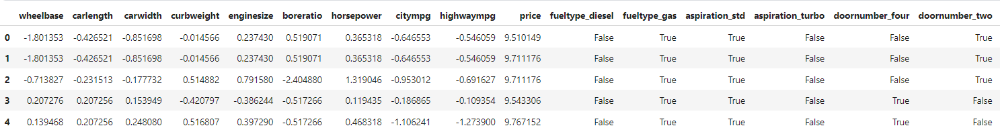 wheelbase carlength carwidth curbweight enginesize boreratio horsepower citympg highwaympg price fueltype_diesel fueltype_gas aspiration_std aspiration_turbo doornumber_four doornumber_two
0 -1.801353 -0.426521 -0.851698 -0.014566 0.237430 0.519071 0.365318 -0.646553 -0.546059 9.510149 False True True False False True
1 -1.801353 -0.426521 -0.851698 -0.014566 0.237430 0.519071 0.365318 -0.646553 -0.546059 9.711176 False True True False False True
2 -0.713827 -0.231513 -0.177732 0.514882 0.791580 -2.404880 1.319046 -0.953012 -0.691627 9.711176 False True True False False True
3 0.207276 0.207256 0.153949 -0.420797 -0.386244 -0.517266 0.119435 -0.186865 -0.109354 9.543306 False True True False True False
4 0.139468 0.207256 0.248080 0.516807 0.397290 -0.517266 0.468318 -1.106241 -1.273900 9.767152 False True True False True False